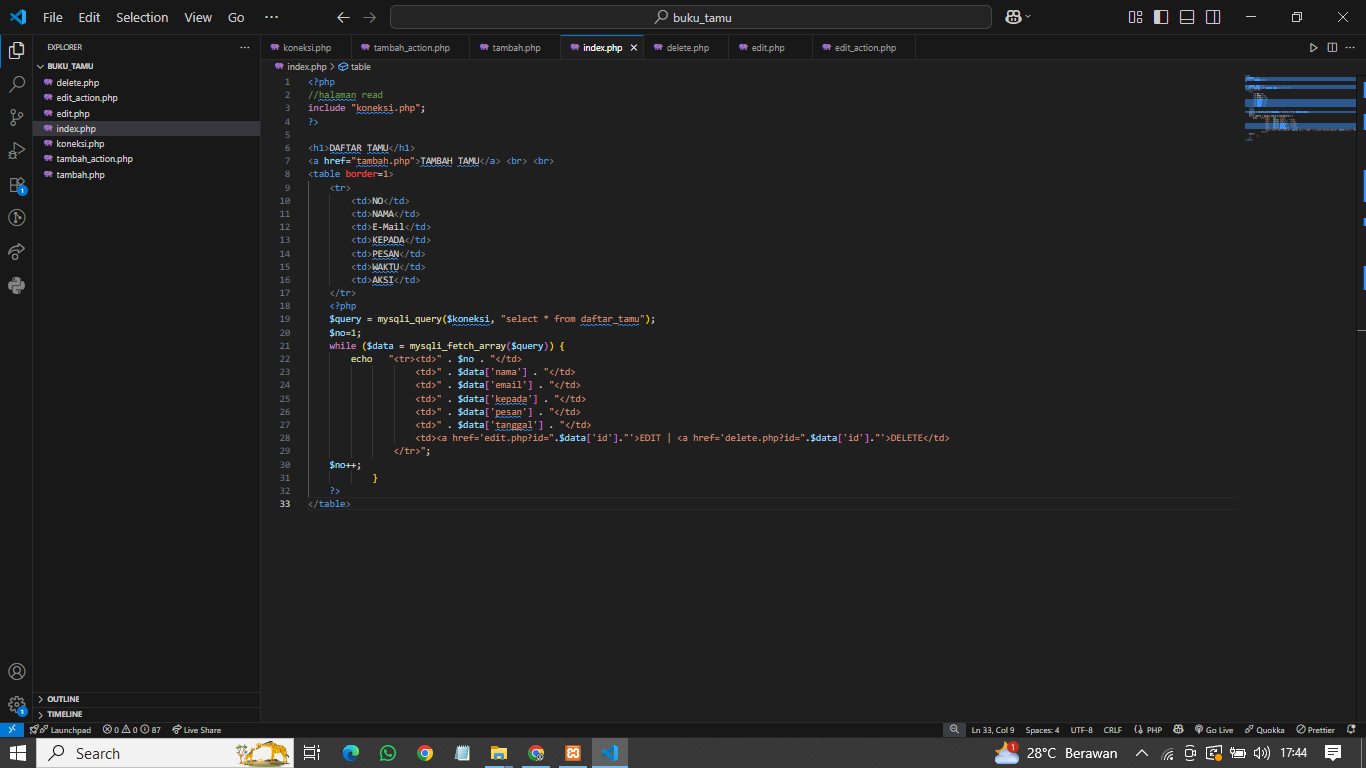 File Edit Selection View Go ··· buku_tamu
EXPLORER ···
BUKU_TAMU
delete.php
edit_action.php
edit.php
index.php
koneksi.php
tambah_action.php
tambah.php
OUTLINE
TIMELINE
koneksi.php tambah_action.php tambah.php index.php delete.php edit.php edit_action.php
index.php > table
1 <?php
2 //halaman read
3 include "koneksi.php";
4 ?>
5
6 <h1>DAFTAR TAMU</h1>
7 <a href="tambah.php">TAMBAH TAMU</a> <br> <br>
8 <table border=1>
9 <tr>
10 <td>NO</td>
11 <td>NAMA</td>
12 <td>E-Mail</td>
13 <td>KEPADA</td>
14 <td>PESAN</td>
15 <td>WAKTU</td>
16 <td>AKSI</td>
17 </tr>
18 <?php
19 $query = mysqli_query($koneksi, "select * from daftar_tamu");
20 $no=1;
21 while ($data = mysqli_fetch_array($query)) {
22 echo "<tr><td>" . $no . "</td>
23 <td>" . $data['nama'] . "</td>
24 <td>" . $data['email'] . "</td>
25 <td>" . $data['kepada'] . "</td>
26 <td>" . $data['pesan'] . "</td>
27 <td>" . $data['tanggal'] . "</td>
28 <td><a href='edit.php?id=".$data['id']."'>EDIT | <a href='delete.php?id=".$data['id']."'>DELETE</td>
29 </tr>";
30 $no++;
31 }
32 ?>
33 </table>
Launchpad 0 0 87 Live Share Ln 33, Col 9 Spaces: 4 UTF-8 CRLF PHP Go Live Quokka Prettier
Search 1 28°C Berawan 17:44